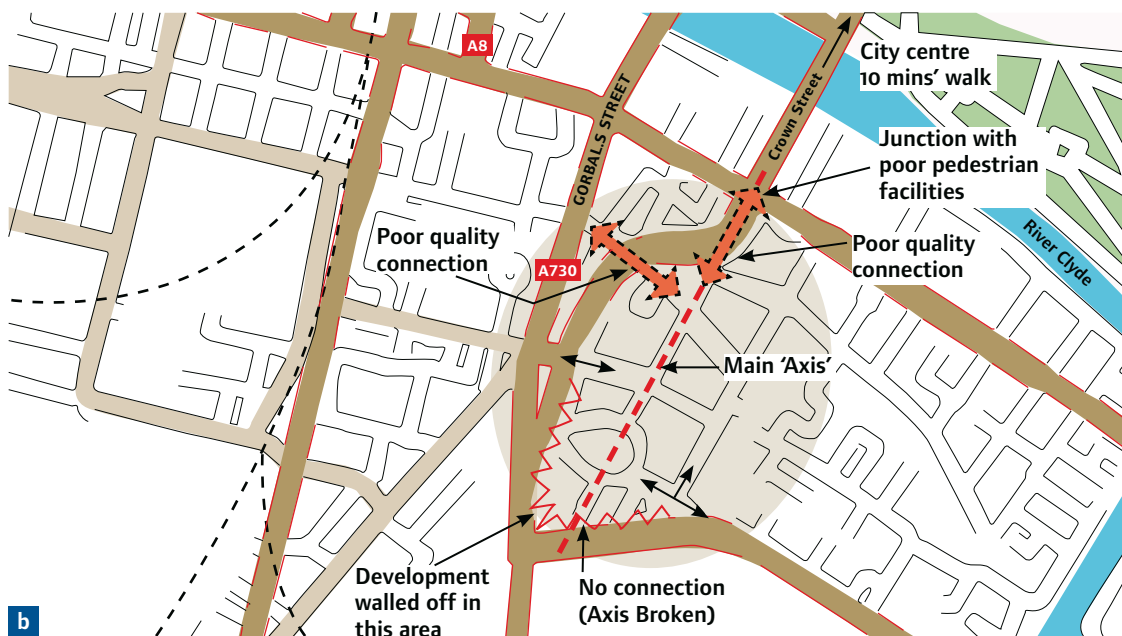 A8
City centre
10 mins' walk
GORBALS STREET
Crown Street
Junction with
poor pedestrian
facilities
River Clyde
Poor quality
connection
A730
Poor quality
connection
Main ‘Axis’
Development
walled off in
this area
No connection
(Axis Broken)
b